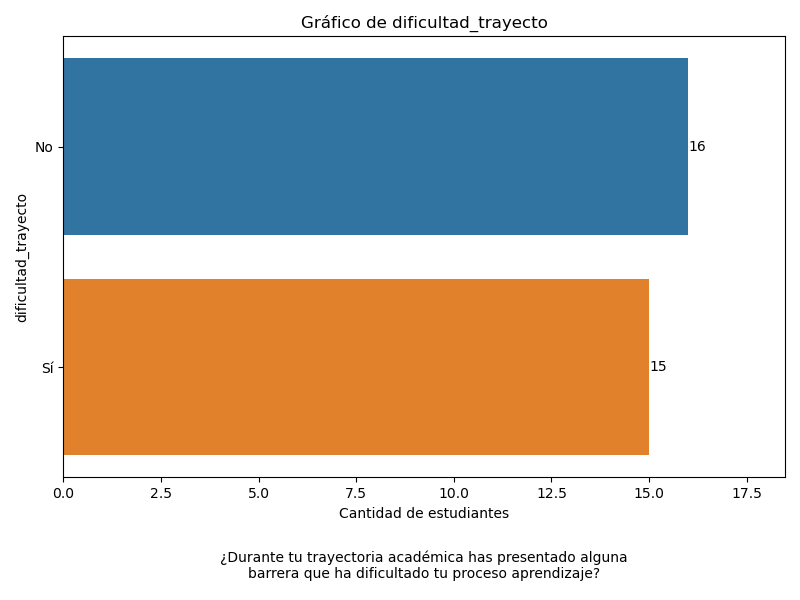 Gráfico de dificultad_trayecto
No
16
dificultad_trayecto
Sí
15
0.0 2.5 5.0 7.5 10.0 12.5 15.0 17.5
Cantidad de estudiantes
¿Durante tu trayectoria académica has presentado alguna
barrera que ha dificultado tu proceso aprendizaje?